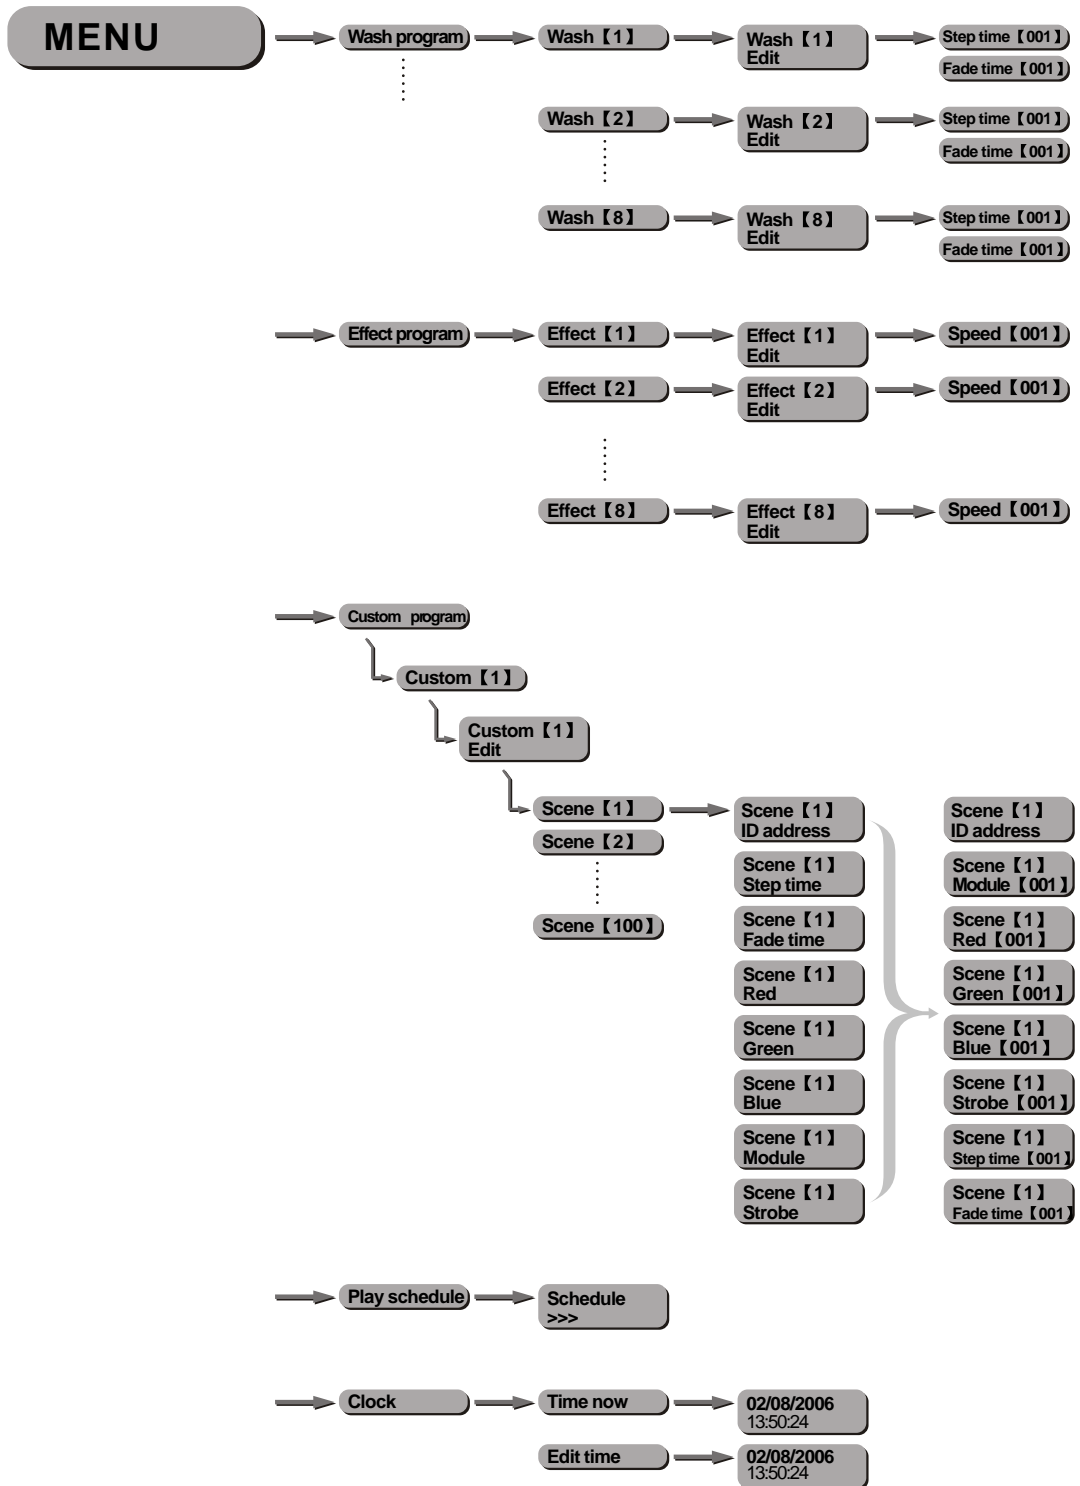 MENU
Wash program
Wash【1】
Wash【1】
Edit
Step time【001】
Fade time【001】
Wash【2】
Wash【2】
Edit
Step time【001】
Fade time【001】
Wash【8】
Wash【8】
Edit
Step time【001】
Fade time【001】
Effect program
Effect【1】
Effect【1】
Edit
Speed【001】
Effect【2】
Effect【2】
Edit
Speed【001】
Effect【8】
Effect【8】
Edit
Speed【001】
Custom program
Custom【1】
Custom【1】
Edit
Scene【1】
Scene【2】
Scene【100】
Scene【1】
ID address
Scene【1】
Step time
Scene【1】
Fade time
Scene【1】
Red
Scene【1】
Green
Scene【1】
Blue
Scene【1】
Module
Scene【1】
Strobe
Scene【1】
ID address
Scene【1】
Module【001】
Scene【1】
Red【001】
Scene【1】
Green【001】
Scene【1】
Blue【001】
Scene【1】
Strobe【001】
Scene【1】
Step time【001】
Scene【1】
Fade time【001】
Play schedule
Schedule
>>>
Clock
Time now
02/08/2006
13:50:24
Edit time
02/08/2006
13:50:24